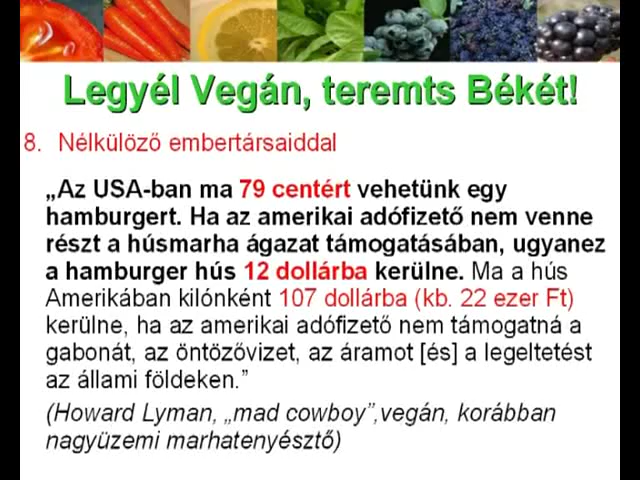 Legyél Vegán, teremts Békét!
8. Nélkülöző embertársaiddal
„Az USA-ban ma 79 centért vehetünk egy
hamburgert. Ha az amerikai adófizető nem venne
részt a húsmarha ágazat támogatásában, ugyanez
a hamburger hús 12 dollárba kerülne. Ma a hús
Amerikában kilónként 107 dollárba (kb. 22 ezer Ft)
kerülne, ha az amerikai adófizető nem támogatná a
gabonát, az öntözővizet, az áramot [és] a legeltetést
az állami földeken.”
(Howard Lyman, „mad cowboy”,vegán, korábban
nagyüzemi marhatenyésztő)